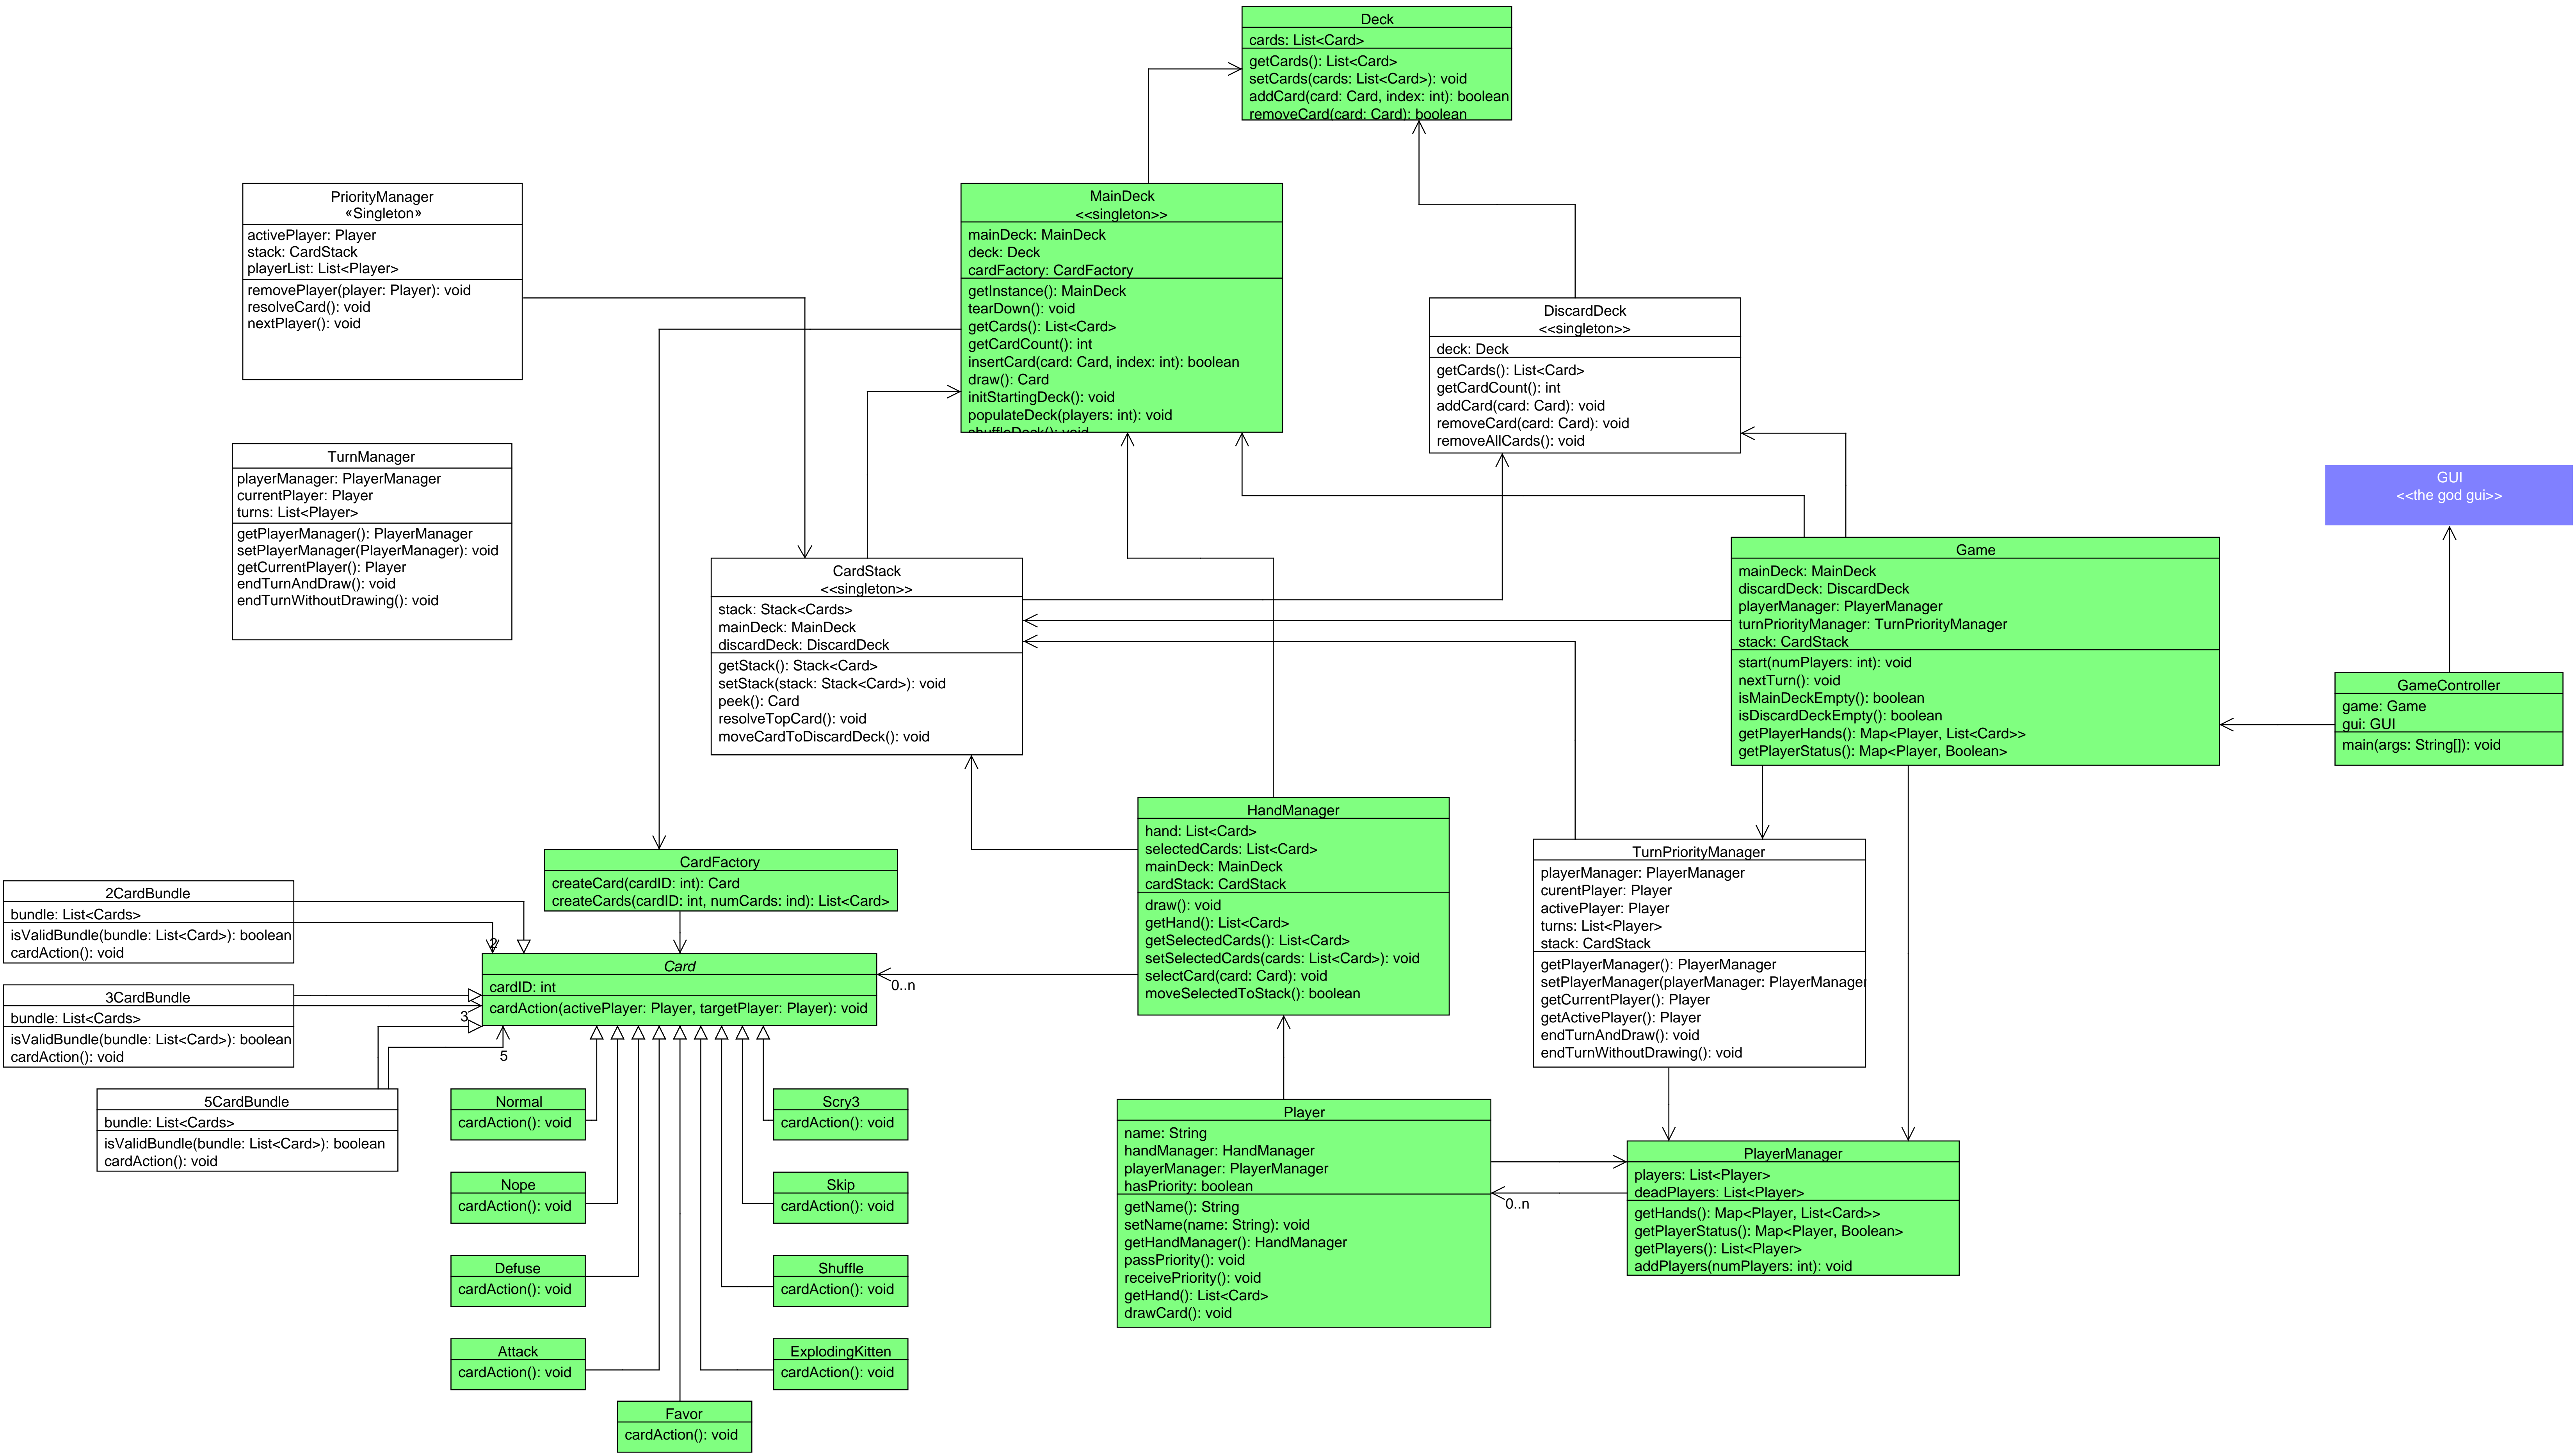 Deck
cards: List<Card>
getCards(): List<Card>
setCards(cards: List<Card>): void
addCard(card: Card, index: int): boolean
removeCard(card: Card): boolean
PriorityManager
«Singleton»
activePlayer: Player
stack: CardStack
playerList: List<Player>
removePlayer(player: Player): void
resolveCard(): void
nextPlayer(): void
MainDeck
<<singleton>>
mainDeck: MainDeck
deck: Deck
cardFactory: CardFactory
getInstance(): MainDeck
tearDown(): void
getCards(): List<Card>
getCardCount(): int
insertCard(card: Card, index: int): boolean
draw(): Card
initStartingDeck(): void
populateDeck(players: int): void
shuffleDeck(): void
DiscardDeck
<<singleton>>
deck: Deck
getCards(): List<Card>
getCardCount(): int
addCard(card: Card): void
removeCard(card: Card): void
removeAllCards(): void
TurnManager
playerManager: PlayerManager
currentPlayer: Player
turns: List<Player>
getPlayerManager(): PlayerManager
setPlayerManager(PlayerManager): void
getCurrentPlayer(): Player
endTurnAndDraw(): void
endTurnWithoutDrawing(): void
GUI
<<the god gui>>
CardStack
<<singleton>>
stack: Stack<Cards>
mainDeck: MainDeck
discardDeck: DiscardDeck
getStack(): Stack<Card>
setStack(stack: Stack<Card>): void
peek(): Card
resolveTopCard(): void
moveCardToDiscardDeck(): void
Game
mainDeck: MainDeck
discardDeck: DiscardDeck
playerManager: PlayerManager
turnPriorityManager: TurnPriorityManager
stack: CardStack
start(numPlayers: int): void
nextTurn(): void
isMainDeckEmpty(): boolean
isDiscardDeckEmpty(): boolean
getPlayerHands(): Map<Player, List<Card>>
getPlayerStatus(): Map<Player, Boolean>
GameController
game: Game
gui: GUI
main(args: String[]): void
HandManager
hand: List<Card>
selectedCards: List<Card>
mainDeck: MainDeck
cardStack: CardStack
draw(): void
getHand(): List<Card>
getSelectedCards(): List<Card>
setSelectedCards(cards: List<Card>): void
selectCard(card: Card): void
moveSelectedToStack(): boolean
TurnPriorityManager
playerManager: PlayerManager
curentPlayer: Player
activePlayer: Player
turns: List<Player>
stack: CardStack
getPlayerManager(): PlayerManager
setPlayerManager(playerManager: PlayerManager
getCurrentPlayer(): Player
getActivePlayer(): Player
endTurnAndDraw(): void
endTurnWithoutDrawing(): void
CardFactory
createCard(cardID: int): Card
createCards(cardID: int, numCards: ind): List<Card>
2CardBundle
bundle: List<Cards>
isValidBundle(bundle: List<Card>): boolean
cardAction(): void
2
Card
cardID: int
cardAction(activePlayer: Player, targetPlayer: Player): void
0..n
3CardBundle
bundle: List<Cards>
isValidBundle(bundle: List<Card>): boolean
cardAction(): void
3
5
5CardBundle
bundle: List<Cards>
isValidBundle(bundle: List<Card>): boolean
cardAction(): void
Normal
cardAction(): void
Scry3
cardAction(): void
Nope
cardAction(): void
Skip
cardAction(): void
Defuse
cardAction(): void
Shuffle
cardAction(): void
Attack
cardAction(): void
ExplodingKitten
cardAction(): void
Favor
cardAction(): void
Player
name: String
handManager: HandManager
playerManager: PlayerManager
hasPriority: boolean
getName(): String
setName(name: String): void
getHandManager(): HandManager
passPriority(): void
receivePriority(): void
getHand(): List<Card>
drawCard(): void
0..n
PlayerManager
players: List<Player>
deadPlayers: List<Player>
getHands(): Map<Player, List<Card>>
getPlayerStatus(): Map<Player, Boolean>
getPlayers(): List<Player>
addPlayers(numPlayers: int): void